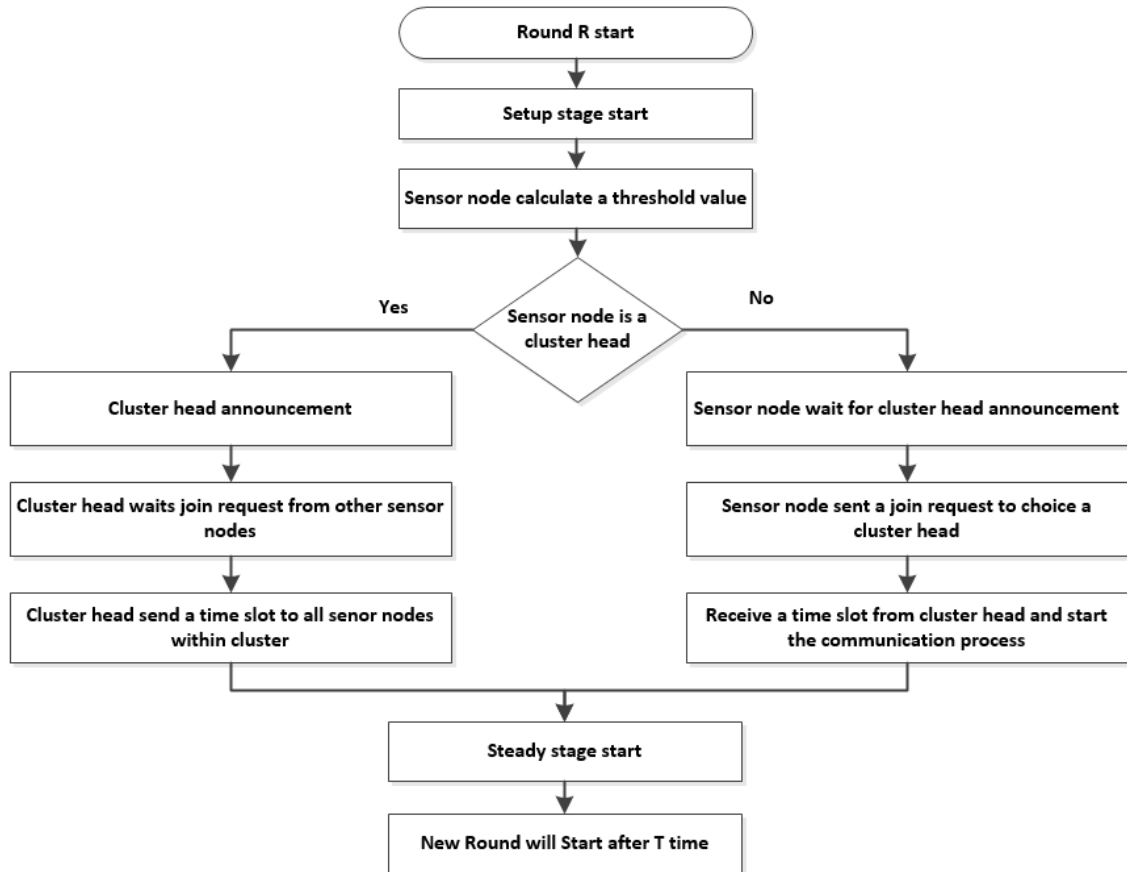 Round R start
Setup stage start
Sensor node calculate a threshold value
Yes
No
Sensor node is a
cluster head
Cluster head announcement
Sensor node wait for cluster head announcement
Cluster head waits join request from other sensor
nodes
Sensor node sent a join request to choice a
cluster head
Cluster head send a time slot to all senor nodes
within cluster
Receive a time slot from cluster head and start
the communication process
Steady stage start
New Round will Start after T time